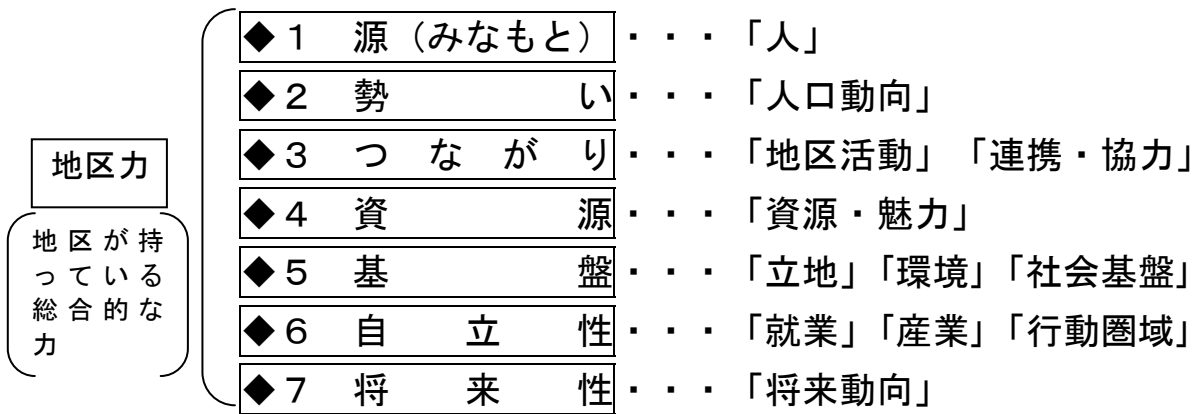 ◆１　源（みなもと）・・・「人」
◆２　勢い・・・「人口動向」
◆３　つながり・・・「地区活動」「連携・協力」
◆４　資源・・・「資源・魅力」
◆５　基盤・・・「立地」「環境」「社会基盤」
◆６　自立性・・・「就業」「産業」「行動圏域」
◆７　将来性・・・「将来動向」
地区力
地区が持
っている
総合的な
力